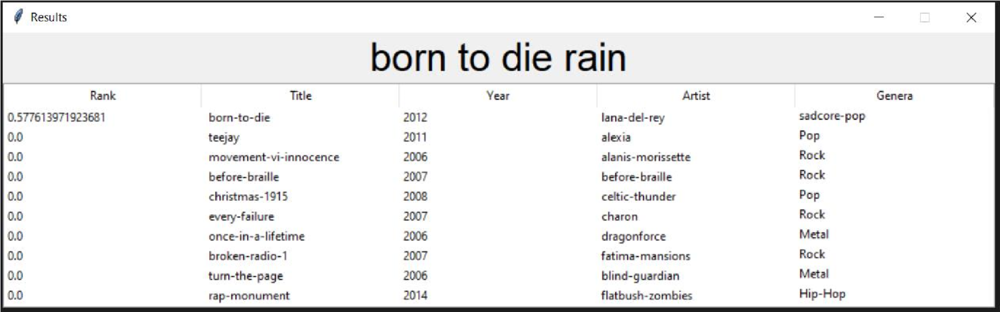 Results
born to die rain
Rank Title Year Artist Genera
0.577613971923681 born-to-die 2012 lana-del-rey sadcore-pop
0.0 teejay 2011 alexia Pop
0.0 movement-vi-innocence 2006 alanis-morissette Rock
0.0 before-braille 2007 before-braille Rock
0.0 christmas-1915 2008 celtic-thunder Pop
0.0 every-failure 2007 charon Rock
0.0 once-in-a-lifetime 2006 dragonforce Metal
0.0 broken-radio-1 2007 fatima-mansions Rock
0.0 turn-the-page 2006 blind-guardian Metal
0.0 rap-monument 2014 flatbush-zombies Hip-Hop